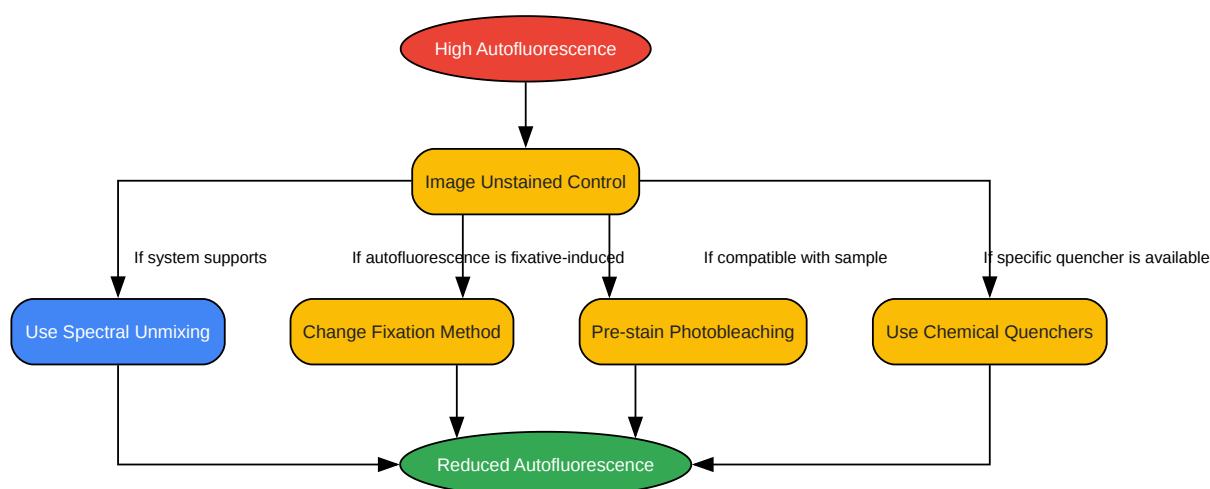 High Autofluorescence
Image Unstained Control
If system supports
If autofluorescence is fixative-induced
If compatible with sample
If specific quencher is available
Use Spectral Unmixing
Change Fixation Method
Pre-stain Photobleaching
Use Chemical Quenchers
Reduced Autofluorescence